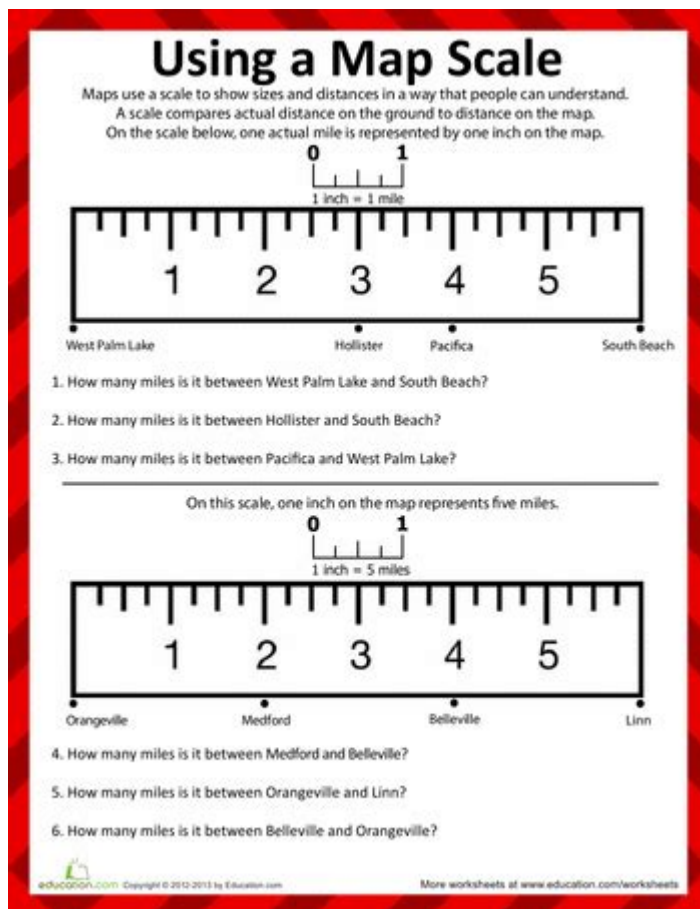 Using a Map Scale
Maps use a scale to show sizes and distances in a way that people can understand.
A scale compares actual distance on the ground to distance on the map.
On the scale below, one actual mile is represented by one inch on the map.
0 1
1 inch = 1 mile
1 2 3 4 5
West Palm Lake Hollister Pacifica South Beach
1. How many miles is it between West Palm Lake and South Beach?
2. How many miles is it between Hollister and South Beach?
3. How many miles is it between Pacifica and West Palm Lake?
On this scale, one inch on the map represents five miles.
0 1
1 inch = 5 miles
1 2 3 4 5
Orangeville Medford Belleville Linn
4. How many miles is it between Medford and Belleville?
5. How many miles is it between Orangeville and Linn?
6. How many miles is it between Belleville and Orangeville?
education.com Copyright © 2012-2013 by Education.com More worksheets at www.education.com/worksheets